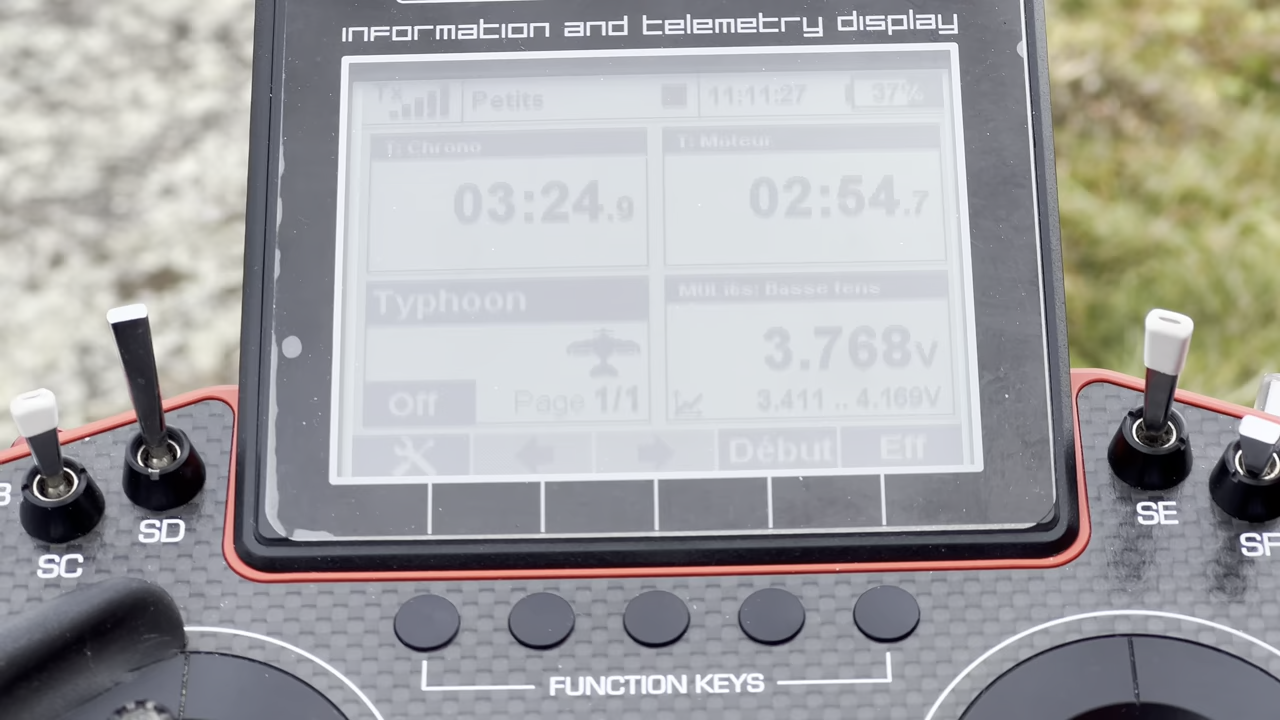 information and telemetry display
Tx Petits 11:11:27 37%
T: Chrono
03:24.9
T: Moteur
02:54.7
Typhoon
Off
Page 1/1
3.768V
3.411 .. 4.169V
Début Eff
SC
SD
SE
SF
FUNCTION KEYS